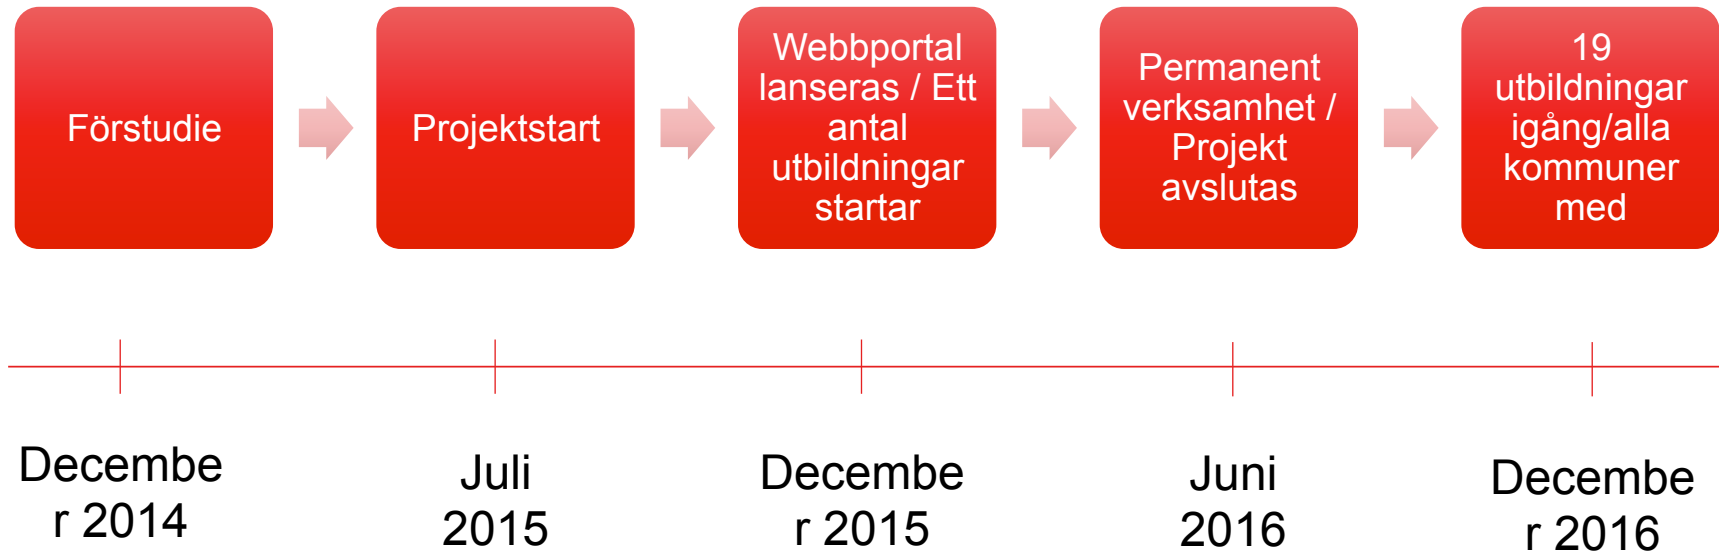 Förstudie
Projektstart
Webbportal
lanseras / Ett
antal
utbildningar
startar
Permanent
verksamhet /
Projekt
avslutas
19
utbildningar
igång/alla
kommuner
med
Decembe
r 2014
Juli
2015
Decembe
r 2015
Juni
2016
Decembe
r 2016